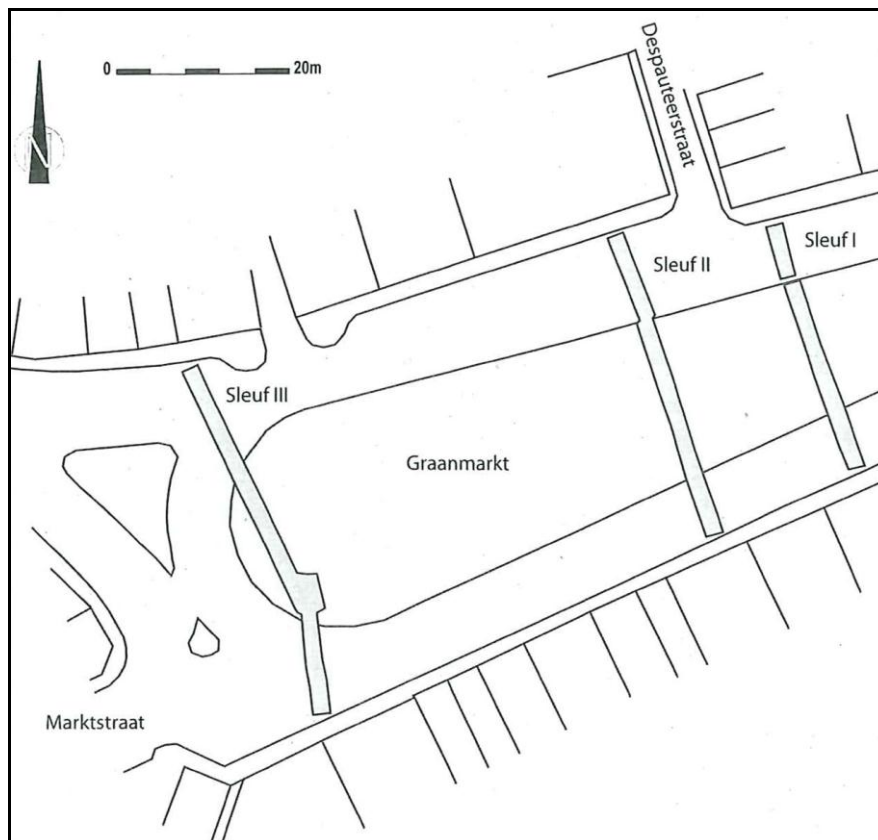 Despauteerstraat
0 20m
N
Sleuf I
Sleuf II
Sleuf III
Graanmarkt
Marktstraat